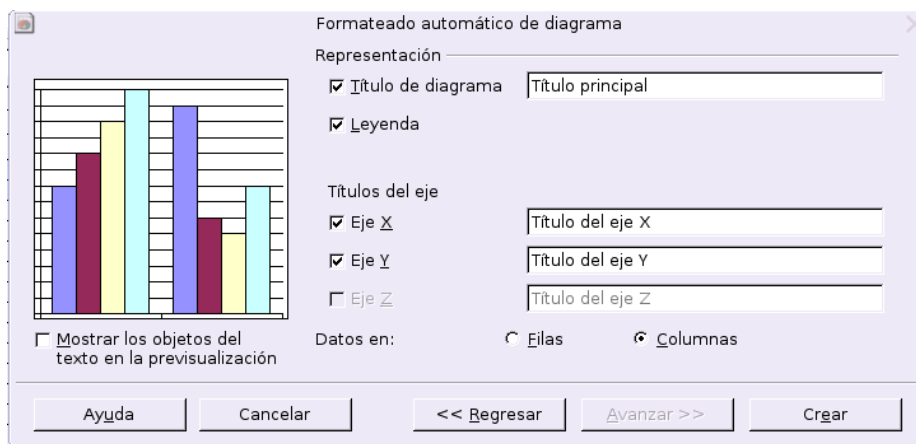 Formateado automático de diagrama
Representación
Título de diagrama
Título principal
Leyenda
Títulos del eje
Eje X
Título del eje X
Eje Y
Título del eje Y
Eje Z
Título del eje Z
Mostrar los objetos del
texto en la previsualización
Datos en:
Filas
Columnas
Ayuda
Cancelar
<< Regresar
Avanzar >>
Crear